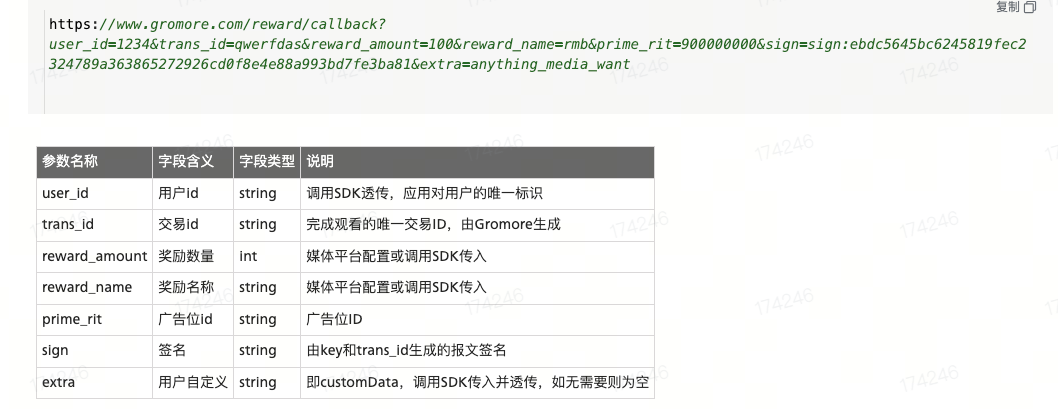 复制
https://www.gromore.com/reward/callback?
user_id=1234&trans_id=qwerfdas&reward_amount=100&reward_name=rmb&prime_rit=900000000&sign=sign:ebdc5645bc6245819fec2
324789a363865272926cd0f8e4e88a993bd7fe3ba81&extra=anything_media_want
参数名称 字段含义 字段类型 说明
user_id 用户id string 调用SDK透传，应用对用户的唯一标识
trans_id 交易id string 完成观看的唯一交易ID，由Gromore生成
reward_amount 奖励数量 int 媒体平台配置或调用SDK传入
reward_name 奖励名称 string 媒体平台配置或调用SDK传入
prime_rit 广告位id string 广告位ID
sign 签名 string 由key和trans_id生成的报文签名
extra 用户自定义 string 即customData，调用SDK传入并透传，如无需要则为空
174246
174246
174246
174246
174246
174246
174246
174246
174246
174246